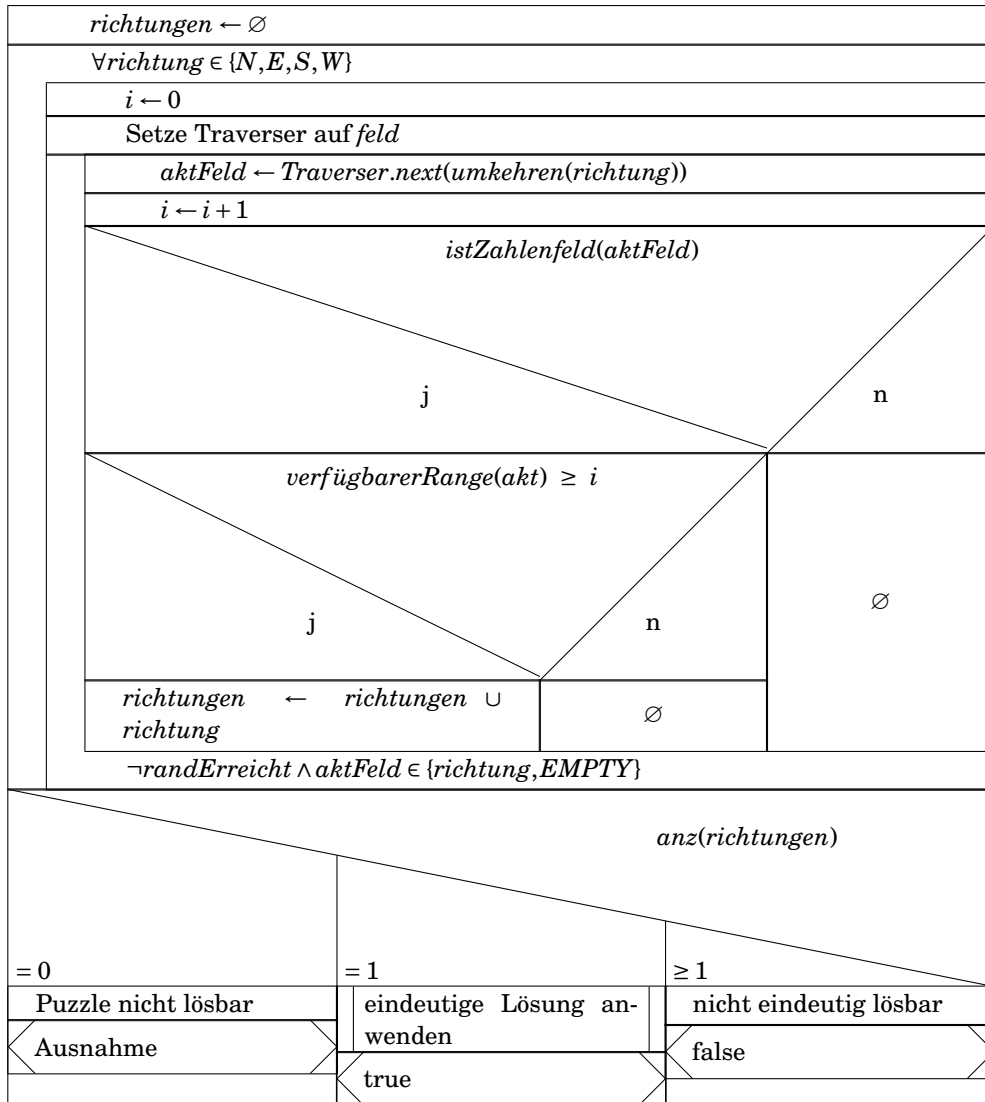 richtungen ← ∅
∀richtung ∈ {N,E,S,W}
i ← 0
Setze Traverser auf feld
aktFeld ← Traverser.next(umkehren(richtung))
i ← i + 1
istZahlenfeld(aktFeld)
j
n
verfügbarerRange(akt) ≥ i
j
n
∅
richtungen ← richtungen ∪
richtung
∅
¬randErreicht ∧ aktFeld ∈ {richtung,EMPTY}
anz(richtungen)
= 0
= 1
≥ 1
Puzzle nicht lösbar
Ausnahme
eindeutige Lösung an-
wenden
true
nicht eindeutig lösbar
false